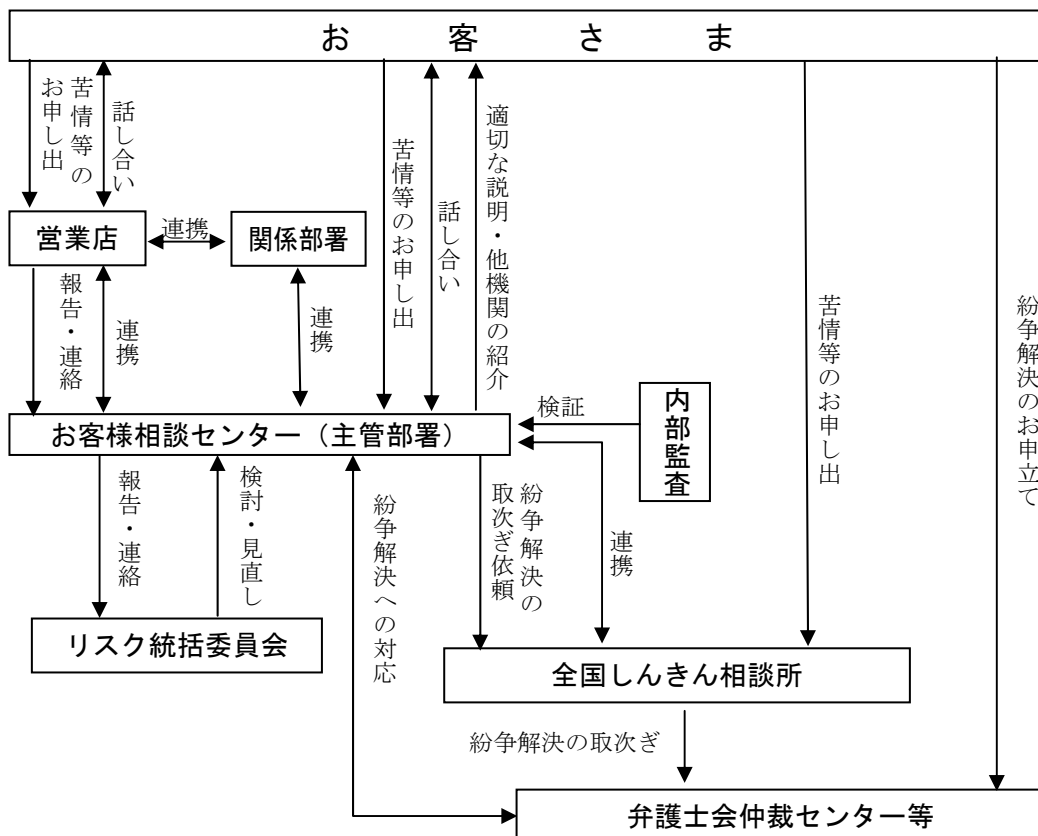 お客さま
苦情等の
お申し出
話し合い
苦情等のお申し出
話し合い
適切な説明・他機関の紹介
苦情等のお申し出
紛争解決のお申立て
営業店
連携
関係部署
報告・連絡
連携
連携
検証
内部監査
お客様相談センター（主管部署）
報告・連絡
検討・見直し
紛争解決への対応
紛争解決の
取次ぎ依頼
連携
リスク統括委員会
全国しんきん相談所
紛争解決の取次ぎ
弁護士会仲裁センター等